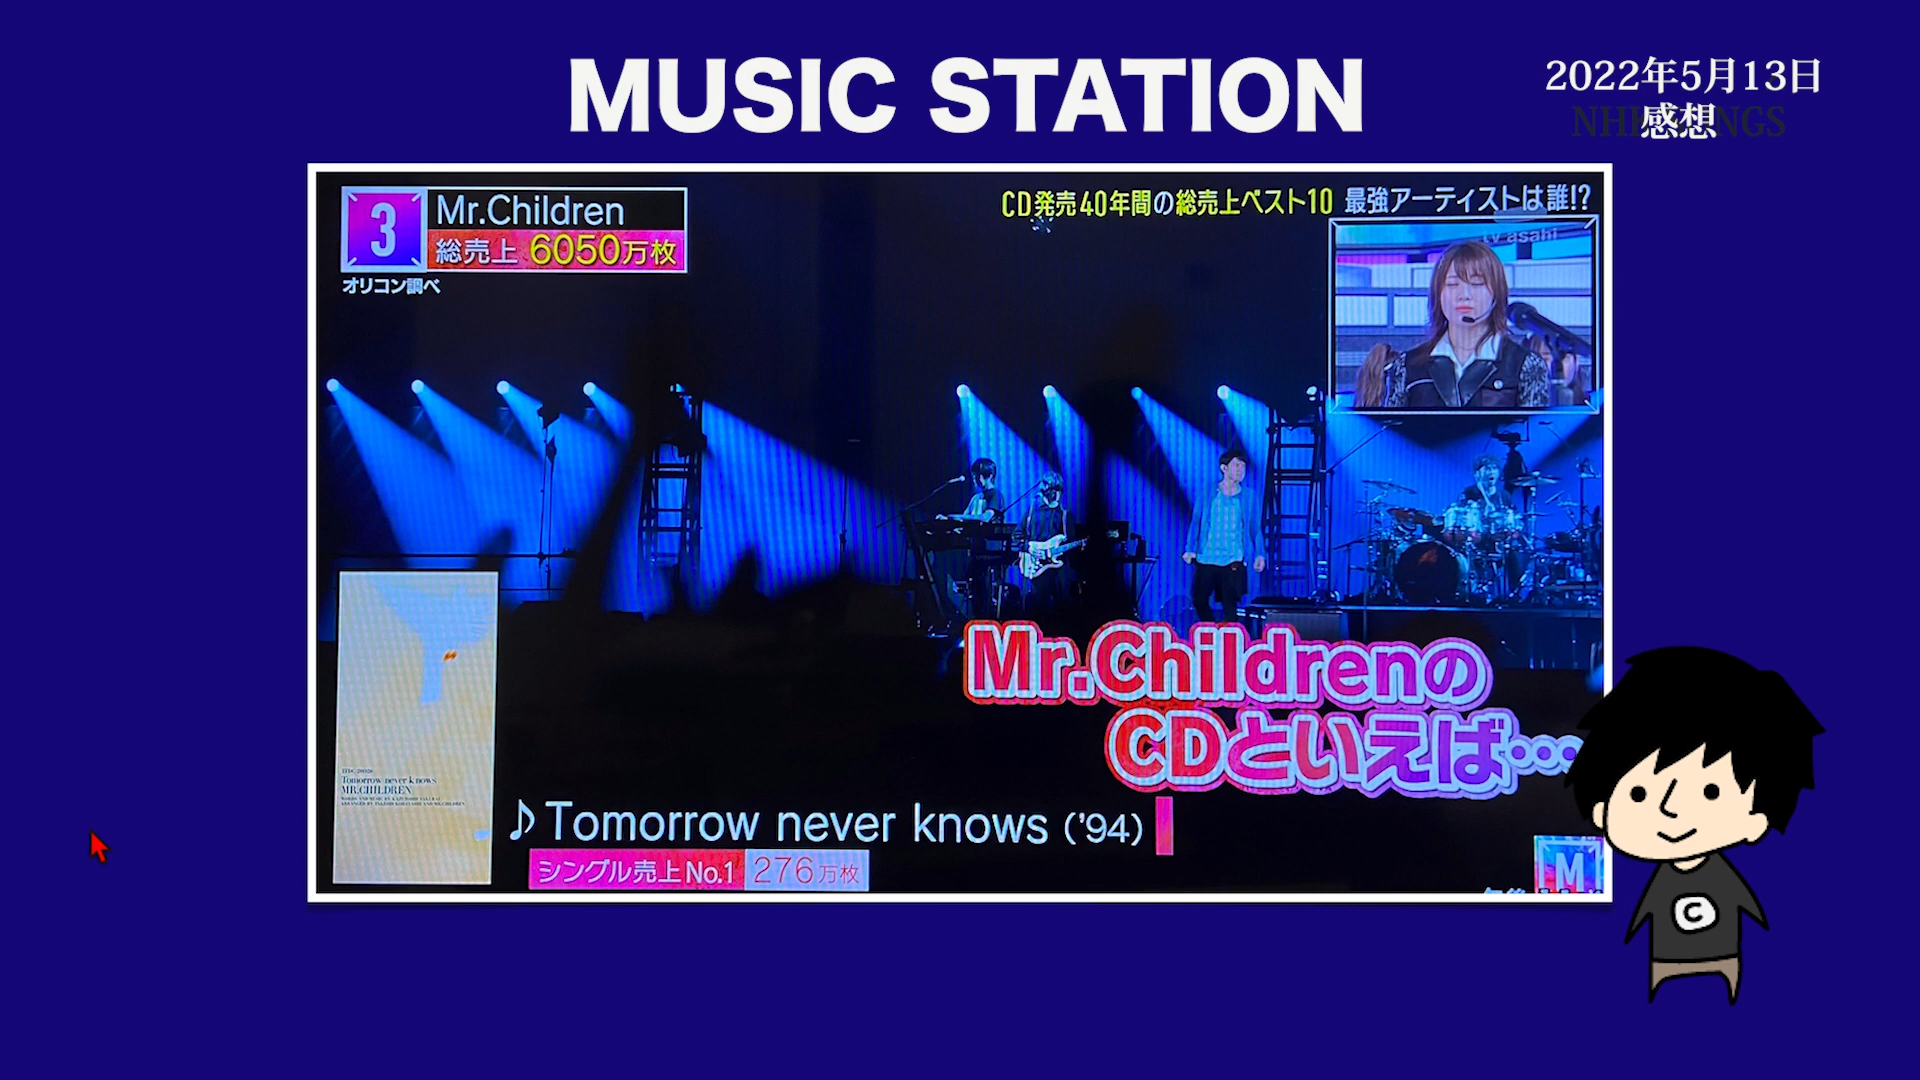 MUSIC STATION
2022年5月13日
感想
3
Mr.Children
総売上 6050万枚
オリコン調べ
CD発売40年間の総売上ベスト10 最強アーティストは誰!?
tv asahi
Mr.Childrenの
CDといえば…
Tomorrow never knows
MR.CHILDREN
♪Tomorrow never knows ('94)
シングル売上No.1 276万枚
M
C